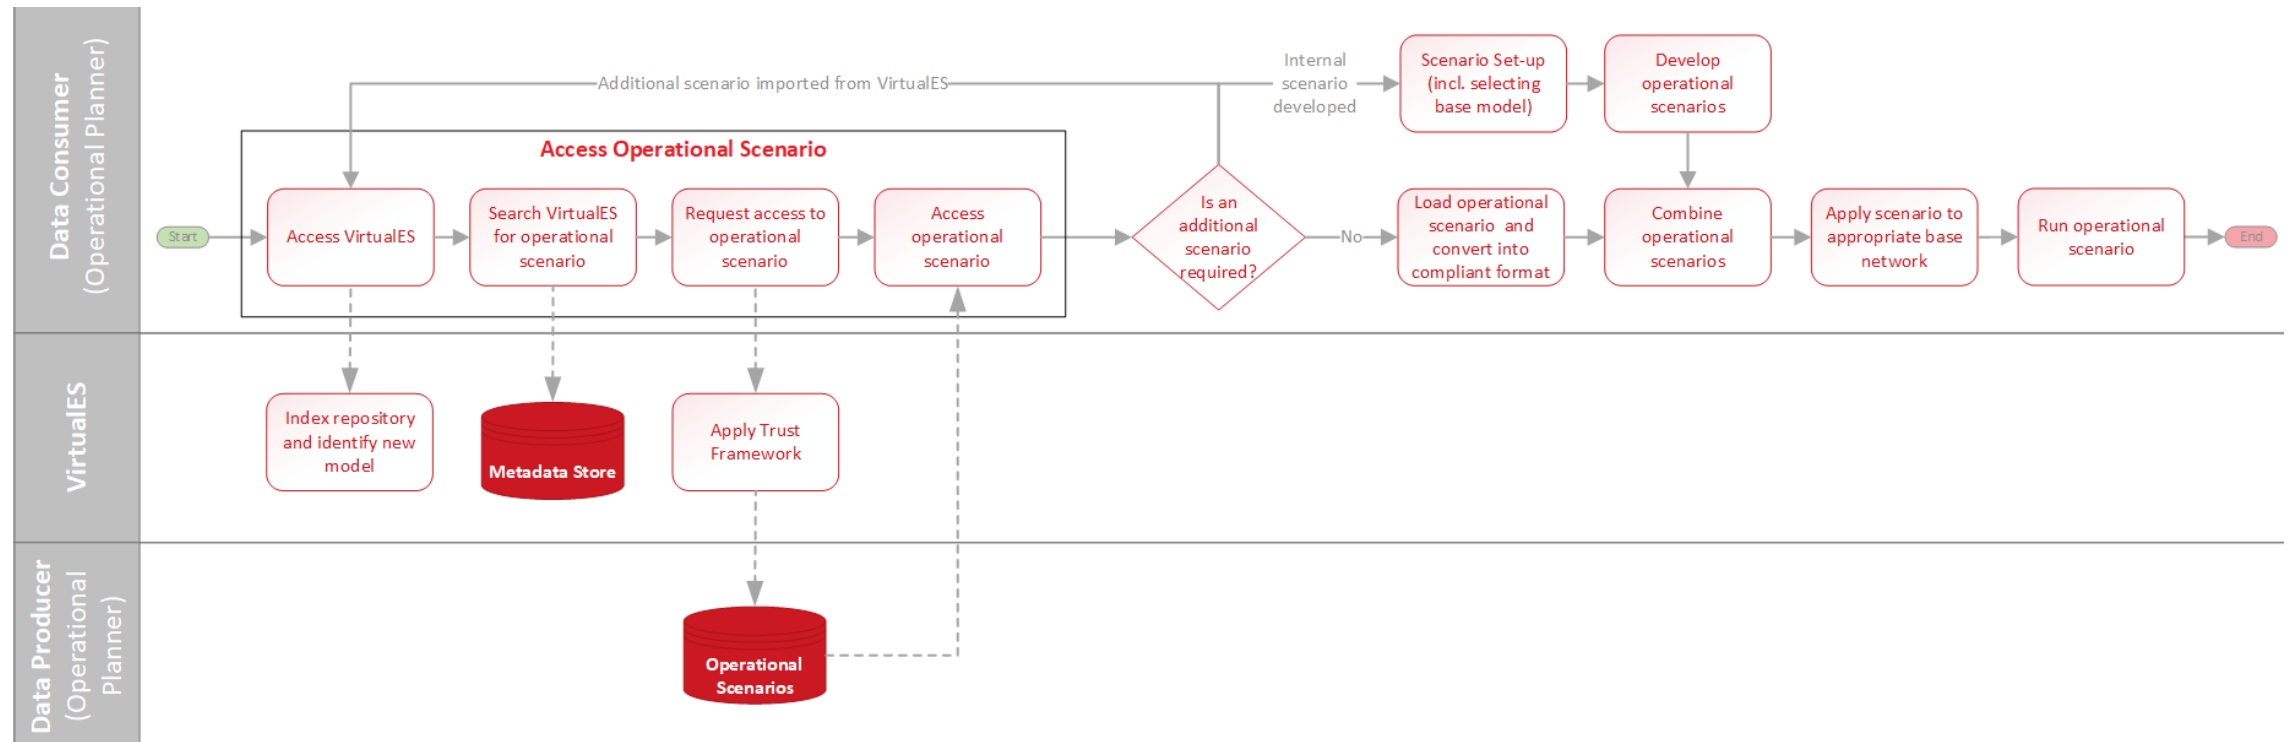 Data Consumer
(Operational Planner)
Additional scenario imported from VirtualES
Internal
scenario
developed
Scenario Set-up
(incl. selecting
base model)
Develop
operational
scenarios
Access Operational Scenario
Start
Access VirtualES
Search VirtualES
for operational
scenario
Request access to
operational
scenario
Access
operational
scenario
Is an
additional
scenario
required?
No
Load operational
scenario and
convert into
compliant format
Combine
operational
scenarios
Apply scenario to
appropriate base
network
Run operational
scenario
End
VirtualES
Index repository
and identify new
model
Metadata Store
Apply Trust
Framework
Data Producer
(Operational
Planner)
Operational
Scenarios